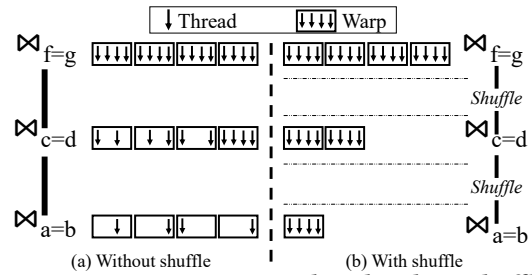 Thread Warp
⋈ f=g ⋈ f=g
Shuffle
⋈ c=d ⋈ c=d
Shuffle
⋈ a=b ⋈ a=b
(a) Without shuffle (b) With shuffle